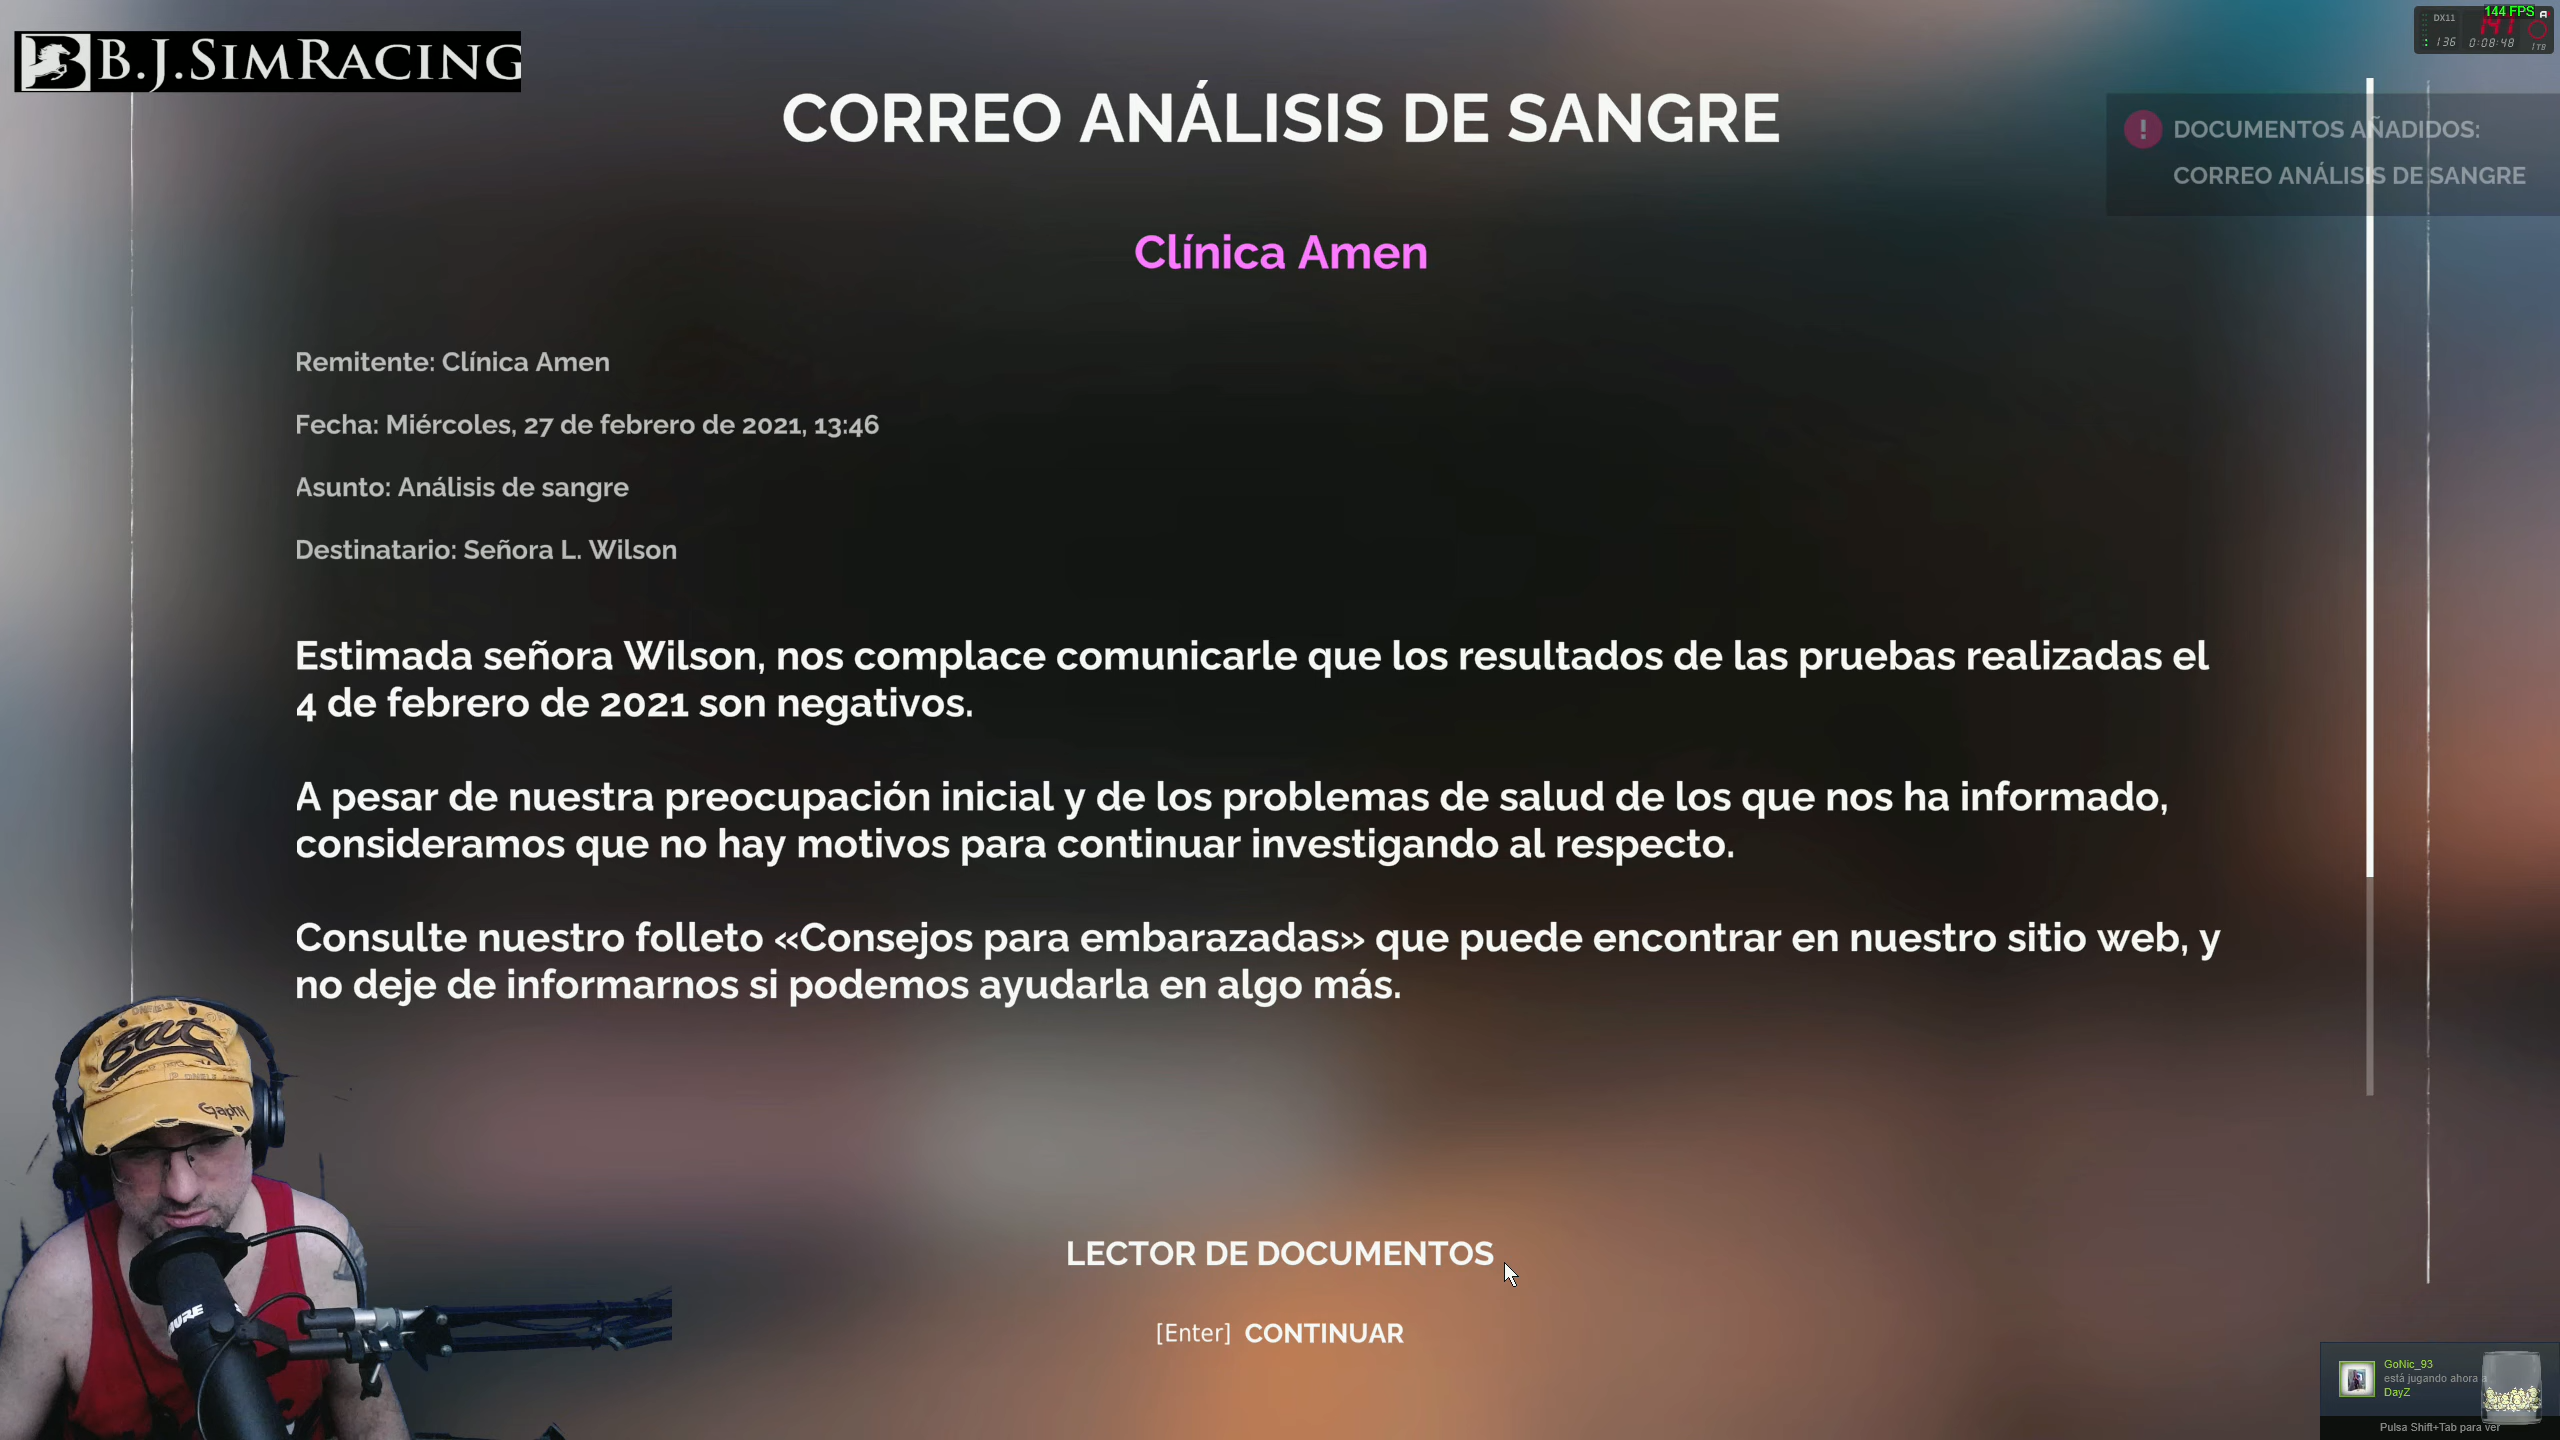 B.J.SIMRACING
144 FPS
DX11
136
0:08:48
CORREO ANÁLISIS DE SANGRE
DOCUMENTOS AÑADIDOS:
CORREO ANÁLISIS DE SANGRE
Clínica Amen
Remitente: Clínica Amen
Fecha: Miércoles, 27 de febrero de 2021, 13:46
Asunto: Análisis de sangre
Destinatario: Señora L. Wilson
Estimada señora Wilson, nos complace comunicarle que los resultados de las pruebas realizadas el
4 de febrero de 2021 son negativos.
A pesar de nuestra preocupación inicial y de los problemas de salud de los que nos ha informado,
consideramos que no hay motivos para continuar investigando al respecto.
Consulte nuestro folleto «Consejos para embarazadas» que puede encontrar en nuestro sitio web, y
no deje de informarnos si podemos ayudarla en algo más.
LECTOR DE DOCUMENTOS
[Enter] CONTINUAR
GoNic_93
está jugando ahora a
DayZ
Pulsa Shift+Tab para ver